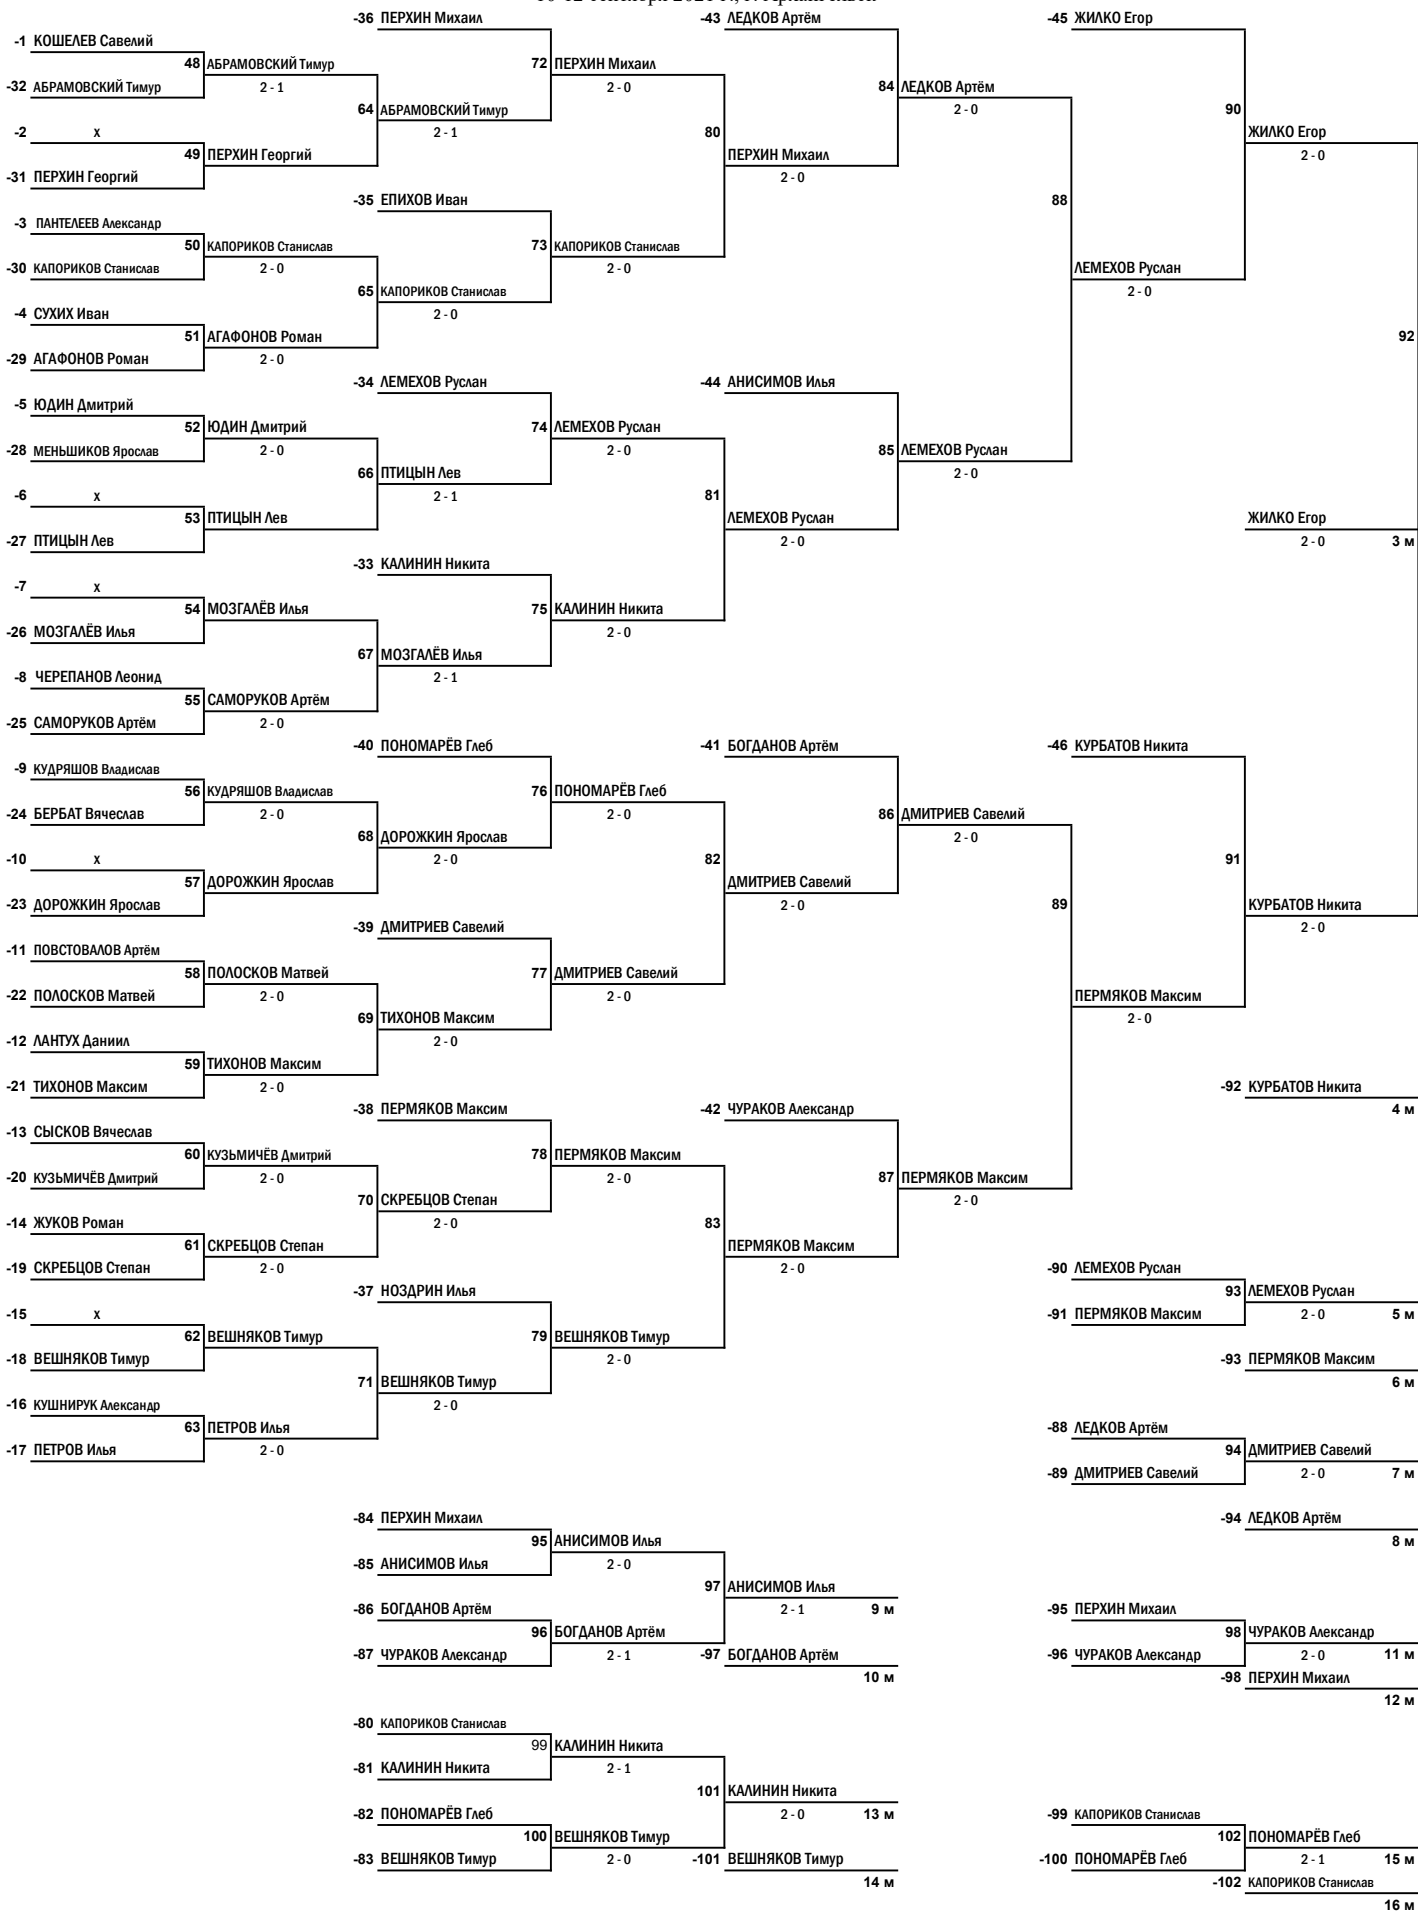 -36 ПЕРХИН Михаил -43 ЛЕДКОВ Артём -45 ЖИЛКО Егор
-1 КОШЕЛЕВ Савелий
48 АБРАМОВСКИЙ Тимур 72 ПЕРХИН Михаил
-32 АБРАМОВСКИЙ Тимур 2 - 1 2 - 0 84 ЛЕДКОВ Артём
64 АБРАМОВСКИЙ Тимур 2 - 0 90
-2 x 2 - 1 80 ЖИЛКО Егор
49 ПЕРХИН Георгий ПЕРХИН Михаил 2 - 0
-31 ПЕРХИН Георгий 2 - 0
-35 ЕПИХОВ Иван 88
-3 ПАНТЕЛЕЕВ Александр
50 КАПОРИКОВ Станислав 73 КАПОРИКОВ Станислав
-30 КАПОРИКОВ Станислав 2 - 0 2 - 0 ЛЕМЕХОВ Руслан
65 КАПОРИКОВ Станислав 2 - 0
-4 СУХИХ Иван 2 - 0
51 АГАФОНОВ Роман 92
-29 АГАФОНОВ Роман 2 - 0
-34 ЛЕМЕХОВ Руслан -44 АНИСИМОВ Илья
-5 ЮДИН Дмитрий
52 ЮДИН Дмитрий 74 ЛЕМЕХОВ Руслан
-28 МЕНЬШИКОВ Ярослав 2 - 0 2 - 0 85 ЛЕМЕХОВ Руслан
66 ПТИЦЫН Лев 2 - 0
-6 x 2 - 1 81
53 ПТИЦЫН Лев ЛЕМЕХОВ Руслан ЖИЛКО Егор
-27 ПТИЦЫН Лев 2 - 0 2 - 0 3 м
-33 КАЛИНИН Никита
-7 x
54 МОЗГАЛЁВ Илья 75 КАЛИНИН Никита
-26 МОЗГАЛЁВ Илья 2 - 0
67 МОЗГАЛЁВ Илья
-8 ЧЕРЕПАНОВ Леонид 2 - 1
55 САМОРУКОВ Артём
-25 САМОРУКОВ Артём 2 - 0
-40 ПОНОМАРЁВ Глеб -41 БОГДАНОВ Артём -46 КУРБАТОВ Никита
-9 КУДРЯШОВ Владислав
56 КУДРЯШОВ Владислав 76 ПОНОМАРЁВ Глеб
-24 БЕРБАТ Вячеслав 2 - 0 2 - 0 86 ДМИТРИЕВ Савелий
68 ДОРОЖКИН Ярослав 2 - 0
-10 x 2 - 0 82 91
57 ДОРОЖКИН Ярослав ДМИТРИЕВ Савелий
-23 ДОРОЖКИН Ярослав 2 - 0 89 КУРБАТОВ Никита
-39 ДМИТРИЕВ Савелий 2 - 0
-11 ПОВСТОВАЛОВ Артём
58 ПОЛОСКОВ Матвей 77 ДМИТРИЕВ Савелий
-22 ПОЛОСКОВ Матвей 2 - 0 2 - 0 ПЕРМЯКОВ Максим
69 ТИХОНОВ Максим 2 - 0
-12 ЛАНТУХ Даниил 2 - 0
59 ТИХОНОВ Максим
-21 ТИХОНОВ Максим 2 - 0 -92 КУРБАТОВ Никита
-38 ПЕРМЯКОВ Максим -42 ЧУРАКОВ Александр 4 м
-13 СЫСКОВ Вячеслав
60 КУЗЬМИЧЁВ Дмитрий 78 ПЕРМЯКОВ Максим
-20 КУЗЬМИЧЁВ Дмитрий 2 - 0 2 - 0 87 ПЕРМЯКОВ Максим
70 СКРЕБЦОВ Степан 2 - 0
-14 ЖУКОВ Роман 2 - 0 83
61 СКРЕБЦОВ Степан ПЕРМЯКОВ Максим
-19 СКРЕБЦОВ Степан 2 - 0 2 - 0 -90 ЛЕМЕХОВ Руслан
-37 НОЗДРИН Илья 93 ЛЕМЕХОВ Руслан
-15 x -91 ПЕРМЯКОВ Максим 2 - 0 5 м
62 ВЕШНЯКОВ Тимур 79 ВЕШНЯКОВ Тимур
-18 ВЕШНЯКОВ Тимур 2 - 0 -93 ПЕРМЯКОВ Максим
71 ВЕШНЯКОВ Тимур 6 м
-16 КУШНИРУК Александр 2 - 0
63 ПЕТРОВ Илья -88 ЛЕДКОВ Артём
-17 ПЕТРОВ Илья 2 - 0 94 ДМИТРИЕВ Савелий
-89 ДМИТРИЕВ Савелий 2 - 0 7 м
-84 ПЕРХИН Михаил -94 ЛЕДКОВ Артём
95 АНИСИМОВ Илья 8 м
-85 АНИСИМОВ Илья 2 - 0
97 АНИСИМОВ Илья
-86 БОГДАНОВ Артём 2 - 1 9 м -95 ПЕРХИН Михаил
96 БОГДАНОВ Артём 98 ЧУРАКОВ Александр
-87 ЧУРАКОВ Александр 2 - 1 -97 БОГДАНОВ Артём -96 ЧУРАКОВ Александр 2 - 0 11 м
10 м -98 ПЕРХИН Михаил
12 м
-80 КАПОРИКОВ Станислав
99 КАЛИНИН Никита
-81 КАЛИНИН Никита 2 - 1
101 КАЛИНИН Никита
-82 ПОНОМАРЁВ Глеб 2 - 0 13 м -99 КАПОРИКОВ Станислав
100 ВЕШНЯКОВ Тимур 102 ПОНОМАРЁВ Глеб
-83 ВЕШНЯКОВ Тимур 2 - 0 -101 ВЕШНЯКОВ Тимур -100 ПОНОМАРЁВ Глеб 2 - 1 15 м
14 м -102 КАПОРИКОВ Станислав
16 м